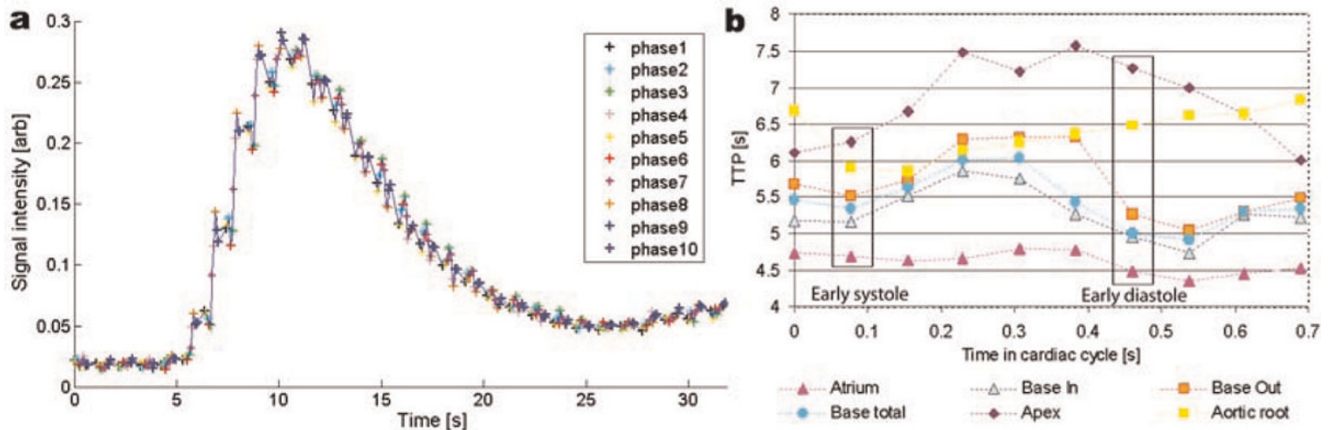 a
0.3
0.25
0.2
0.15
0.1
0.05
0
Signal intensity [arb]
0 5 10 15 20 25 30
Time [s]
phase1
phase2
phase3
phase4
phase5
phase6
phase7
phase8
phase9
phase10
b
8
7.5
7
6.5
6
5.5
5
4.5
4
TTP [s]
Early systole
Early diastole
0 0.1 0.2 0.3 0.4 0.5 0.6 0.7
Time in cardiac cycle [s]
Atrium Base In Base Out
Base total Apex Aortic root